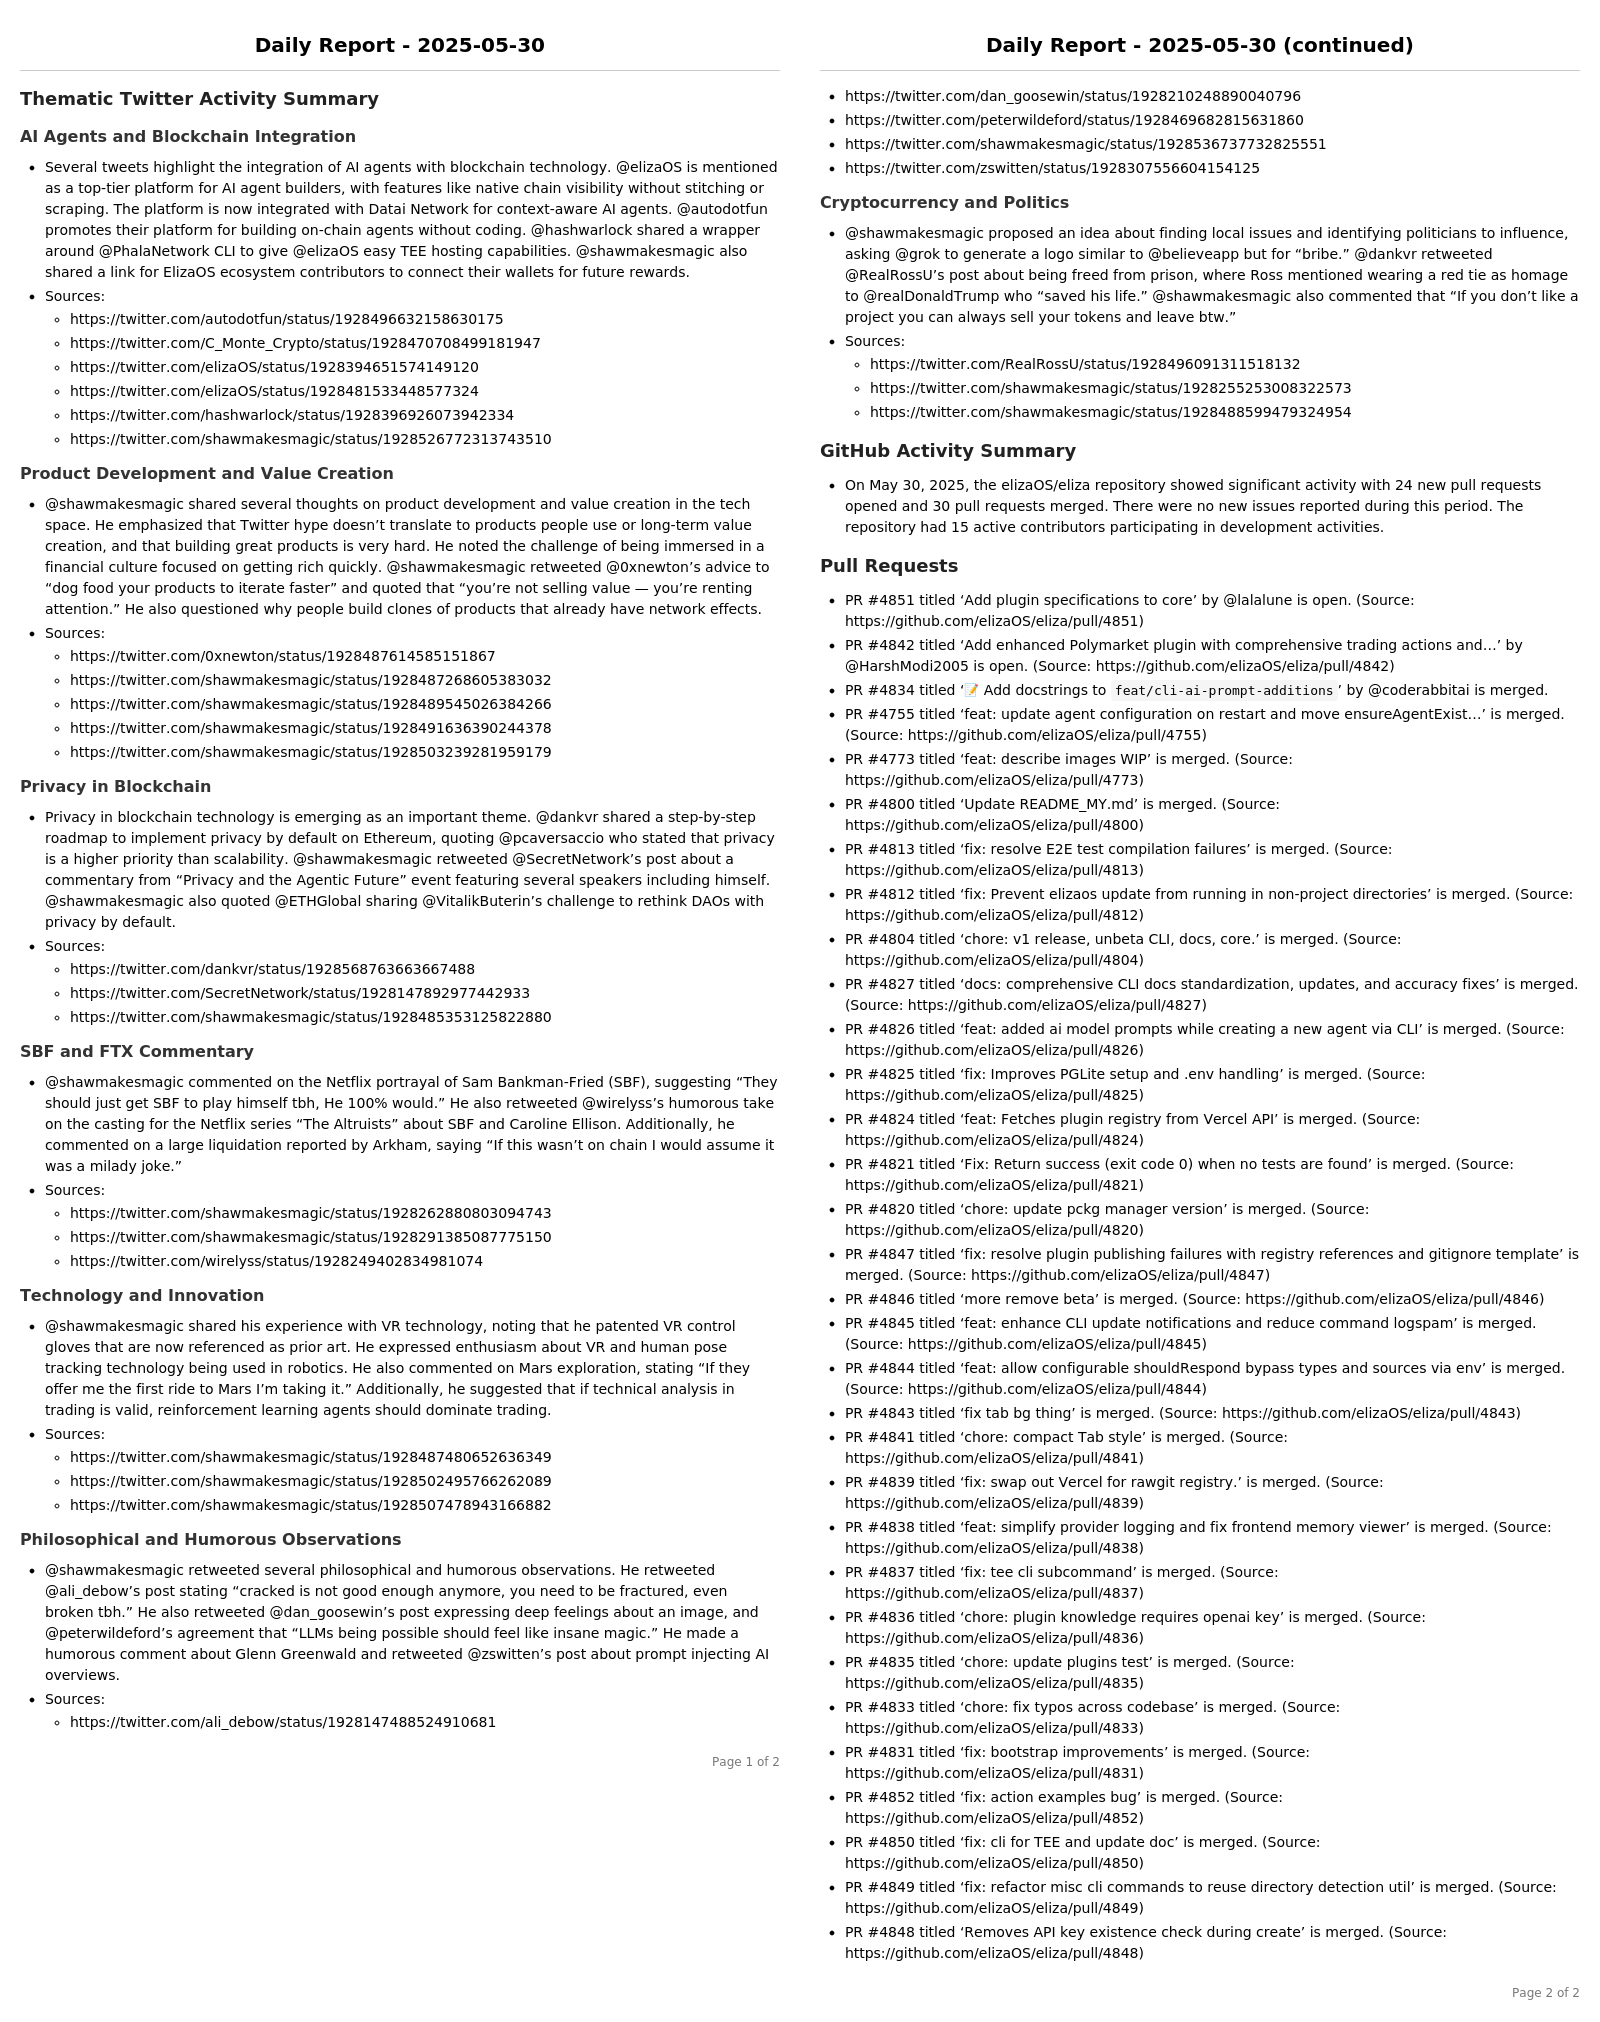 Daily Report - 2025-05-30
Thematic Twitter Activity Summary
AI Agents and Blockchain Integration
• Several tweets highlight the integration of AI agents with blockchain technology. @elizaOS is mentioned
as a top-tier platform for AI agent builders, with features like native chain visibility without stitching or
scraping. The platform is now integrated with Datai Network for context-aware AI agents. @autodotfun
promotes their platform for building on-chain agents without coding. @hashwarlock shared a wrapper
around @PhalaNetwork CLI to give @elizaOS easy TEE hosting capabilities. @shawmakesmagic also
shared a link for ElizaOS ecosystem contributors to connect their wallets for future rewards.
• Sources:
◦ https://twitter.com/autodotfun/status/1928496632158630175
◦ https://twitter.com/C_Monte_Crypto/status/1928470708499181947
◦ https://twitter.com/elizaOS/status/1928394651574149120
◦ https://twitter.com/elizaOS/status/1928481533448577324
◦ https://twitter.com/hashwarlock/status/1928396926073942334
◦ https://twitter.com/shawmakesmagic/status/1928526772313743510
Product Development and Value Creation
• @shawmakesmagic shared several thoughts on product development and value creation in the tech
space. He emphasized that Twitter hype doesn’t translate to products people use or long-term value
creation, and that building great products is very hard. He noted the challenge of being immersed in a
financial culture focused on getting rich quickly. @shawmakesmagic retweeted @0xnewton’s advice to
“dog food your products to iterate faster” and quoted that “you’re not selling value — you’re renting
attention.” He also questioned why people build clones of products that already have network effects.
• Sources:
◦ https://twitter.com/0xnewton/status/1928487614585151867
◦ https://twitter.com/shawmakesmagic/status/1928487268605383032
◦ https://twitter.com/shawmakesmagic/status/1928489545026384266
◦ https://twitter.com/shawmakesmagic/status/1928491636390244378
◦ https://twitter.com/shawmakesmagic/status/1928503239281959179
Privacy in Blockchain
• Privacy in blockchain technology is emerging as an important theme. @dankvr shared a step-by-step
roadmap to implement privacy by default on Ethereum, quoting @pcaversaccio who stated that privacy
is a higher priority than scalability. @shawmakesmagic retweeted @SecretNetwork’s post about a
commentary from “Privacy and the Agentic Future” event featuring several speakers including himself.
@shawmakesmagic also quoted @ETHGlobal sharing @VitalikButerin’s challenge to rethink DAOs with
privacy by default.
• Sources:
◦ https://twitter.com/dankvr/status/1928568763663667488
◦ https://twitter.com/SecretNetwork/status/1928147892977442933
◦ https://twitter.com/shawmakesmagic/status/1928485353125822880
SBF and FTX Commentary
• @shawmakesmagic commented on the Netflix portrayal of Sam Bankman-Fried (SBF), suggesting “They
should just get SBF to play himself tbh, He 100% would.” He also retweeted @wirelyss’s humorous take
on the casting for the Netflix series “The Altruists” about SBF and Caroline Ellison. Additionally, he
commented on a large liquidation reported by Arkham, saying “If this wasn’t on chain I would assume it
was a milady joke.”
• Sources:
◦ https://twitter.com/shawmakesmagic/status/1928262880803094743
◦ https://twitter.com/shawmakesmagic/status/1928291385087775150
◦ https://twitter.com/wirelyss/status/1928249402834981074
Technology and Innovation
• @shawmakesmagic shared his experience with VR technology, noting that he patented VR control
gloves that are now referenced as prior art. He expressed enthusiasm about VR and human pose
tracking technology being used in robotics. He also commented on Mars exploration, stating “If they
offer me the first ride to Mars I’m taking it.” Additionally, he suggested that if technical analysis in
trading is valid, reinforcement learning agents should dominate trading.
• Sources:
◦ https://twitter.com/shawmakesmagic/status/1928487480652636349
◦ https://twitter.com/shawmakesmagic/status/1928502495766262089
◦ https://twitter.com/shawmakesmagic/status/1928507478943166882
Philosophical and Humorous Observations
• @shawmakesmagic retweeted several philosophical and humorous observations. He retweeted
@ali_debow’s post stating “cracked is not good enough anymore, you need to be fractured, even
broken tbh.” He also retweeted @dan_goosewin’s post expressing deep feelings about an image, and
@peterwildeford’s agreement that “LLMs being possible should feel like insane magic.” He made a
humorous comment about Glenn Greenwald and retweeted @zswitten’s post about prompt injecting AI
overviews.
• Sources:
◦ https://twitter.com/ali_debow/status/1928147488524910681
Page 1 of 2
Daily Report - 2025-05-30 (continued)
• https://twitter.com/dan_goosewin/status/1928210248890040796
• https://twitter.com/peterwildeford/status/1928469682815631860
• https://twitter.com/shawmakesmagic/status/1928536737732825551
• https://twitter.com/zswitten/status/1928307556604154125
Cryptocurrency and Politics
• @shawmakesmagic proposed an idea about finding local issues and identifying politicians to influence,
asking @grok to generate a logo similar to @believeapp but for “bribe.” @dankvr retweeted
@RealRossU’s post about being freed from prison, where Ross mentioned wearing a red tie as homage
to @realDonaldTrump who “saved his life.” @shawmakesmagic also commented that “If you don’t like a
project you can always sell your tokens and leave btw.”
• Sources:
◦ https://twitter.com/RealRossU/status/1928496091311518132
◦ https://twitter.com/shawmakesmagic/status/1928255253008322573
◦ https://twitter.com/shawmakesmagic/status/1928488599479324954
GitHub Activity Summary
• On May 30, 2025, the elizaOS/eliza repository showed significant activity with 24 new pull requests
opened and 30 pull requests merged. There were no new issues reported during this period. The
repository had 15 active contributors participating in development activities.
Pull Requests
• PR #4851 titled ‘Add plugin specifications to core’ by @lalalune is open. (Source:
https://github.com/elizaOS/eliza/pull/4851)
• PR #4842 titled ‘Add enhanced Polymarket plugin with comprehensive trading actions and…’ by
@HarshModi2005 is open. (Source: https://github.com/elizaOS/eliza/pull/4842)
• PR #4834 titled ‘📝 Add docstrings to feat/cli-ai-prompt-additions’ by @coderabbitai is merged.
• PR #4755 titled ‘feat: update agent configuration on restart and move ensureAgentExist…’ is merged.
(Source: https://github.com/elizaOS/eliza/pull/4755)
• PR #4773 titled ‘feat: describe images WIP’ is merged. (Source:
https://github.com/elizaOS/eliza/pull/4773)
• PR #4800 titled ‘Update README_MY.md’ is merged. (Source:
https://github.com/elizaOS/eliza/pull/4800)
• PR #4813 titled ‘fix: resolve E2E test compilation failures’ is merged. (Source:
https://github.com/elizaOS/eliza/pull/4813)
• PR #4812 titled ‘fix: Prevent elizaos update from running in non-project directories’ is merged. (Source:
https://github.com/elizaOS/eliza/pull/4812)
• PR #4804 titled ‘chore: v1 release, unbeta CLI, docs, core.’ is merged. (Source:
https://github.com/elizaOS/eliza/pull/4804)
• PR #4827 titled ‘docs: comprehensive CLI docs standardization, updates, and accuracy fixes’ is merged.
(Source: https://github.com/elizaOS/eliza/pull/4827)
• PR #4826 titled ‘feat: added ai model prompts while creating a new agent via CLI’ is merged. (Source:
https://github.com/elizaOS/eliza/pull/4826)
• PR #4825 titled ‘fix: Improves PGLite setup and .env handling’ is merged. (Source:
https://github.com/elizaOS/eliza/pull/4825)
• PR #4824 titled ‘feat: Fetches plugin registry from Vercel API’ is merged. (Source:
https://github.com/elizaOS/eliza/pull/4824)
• PR #4821 titled ‘Fix: Return success (exit code 0) when no tests are found’ is merged. (Source:
https://github.com/elizaOS/eliza/pull/4821)
• PR #4820 titled ‘chore: update pckg manager version’ is merged. (Source:
https://github.com/elizaOS/eliza/pull/4820)
• PR #4847 titled ‘fix: resolve plugin publishing failures with registry references and gitignore template’ is
merged. (Source: https://github.com/elizaOS/eliza/pull/4847)
• PR #4846 titled ‘more remove beta’ is merged. (Source: https://github.com/elizaOS/eliza/pull/4846)
• PR #4845 titled ‘feat: enhance CLI update notifications and reduce command logspam’ is merged.
(Source: https://github.com/elizaOS/eliza/pull/4845)
• PR #4844 titled ‘feat: allow configurable shouldRespond bypass types and sources via env’ is merged.
(Source: https://github.com/elizaOS/eliza/pull/4844)
• PR #4843 titled ‘fix tab bg thing’ is merged. (Source: https://github.com/elizaOS/eliza/pull/4843)
• PR #4841 titled ‘chore: compact Tab style’ is merged. (Source:
https://github.com/elizaOS/eliza/pull/4841)
• PR #4839 titled ‘fix: swap out Vercel for rawgit registry.’ is merged. (Source:
https://github.com/elizaOS/eliza/pull/4839)
• PR #4838 titled ‘feat: simplify provider logging and fix frontend memory viewer’ is merged. (Source:
https://github.com/elizaOS/eliza/pull/4838)
• PR #4837 titled ‘fix: tee cli subcommand’ is merged. (Source:
https://github.com/elizaOS/eliza/pull/4837)
• PR #4836 titled ‘chore: plugin knowledge requires openai key’ is merged. (Source:
https://github.com/elizaOS/eliza/pull/4836)
• PR #4835 titled ‘chore: update plugins test’ is merged. (Source:
https://github.com/elizaOS/eliza/pull/4835)
• PR #4833 titled ‘chore: fix typos across codebase’ is merged. (Source:
https://github.com/elizaOS/eliza/pull/4833)
• PR #4831 titled ‘fix: bootstrap improvements’ is merged. (Source:
https://github.com/elizaOS/eliza/pull/4831)
• PR #4852 titled ‘fix: action examples bug’ is merged. (Source:
https://github.com/elizaOS/eliza/pull/4852)
• PR #4850 titled ‘fix: cli for TEE and update doc’ is merged. (Source:
https://github.com/elizaOS/eliza/pull/4850)
• PR #4849 titled ‘fix: refactor misc cli commands to reuse directory detection util’ is merged. (Source:
https://github.com/elizaOS/eliza/pull/4849)
• PR #4848 titled ‘Removes API key existence check during create’ is merged. (Source:
https://github.com/elizaOS/eliza/pull/4848)
Page 2 of 2